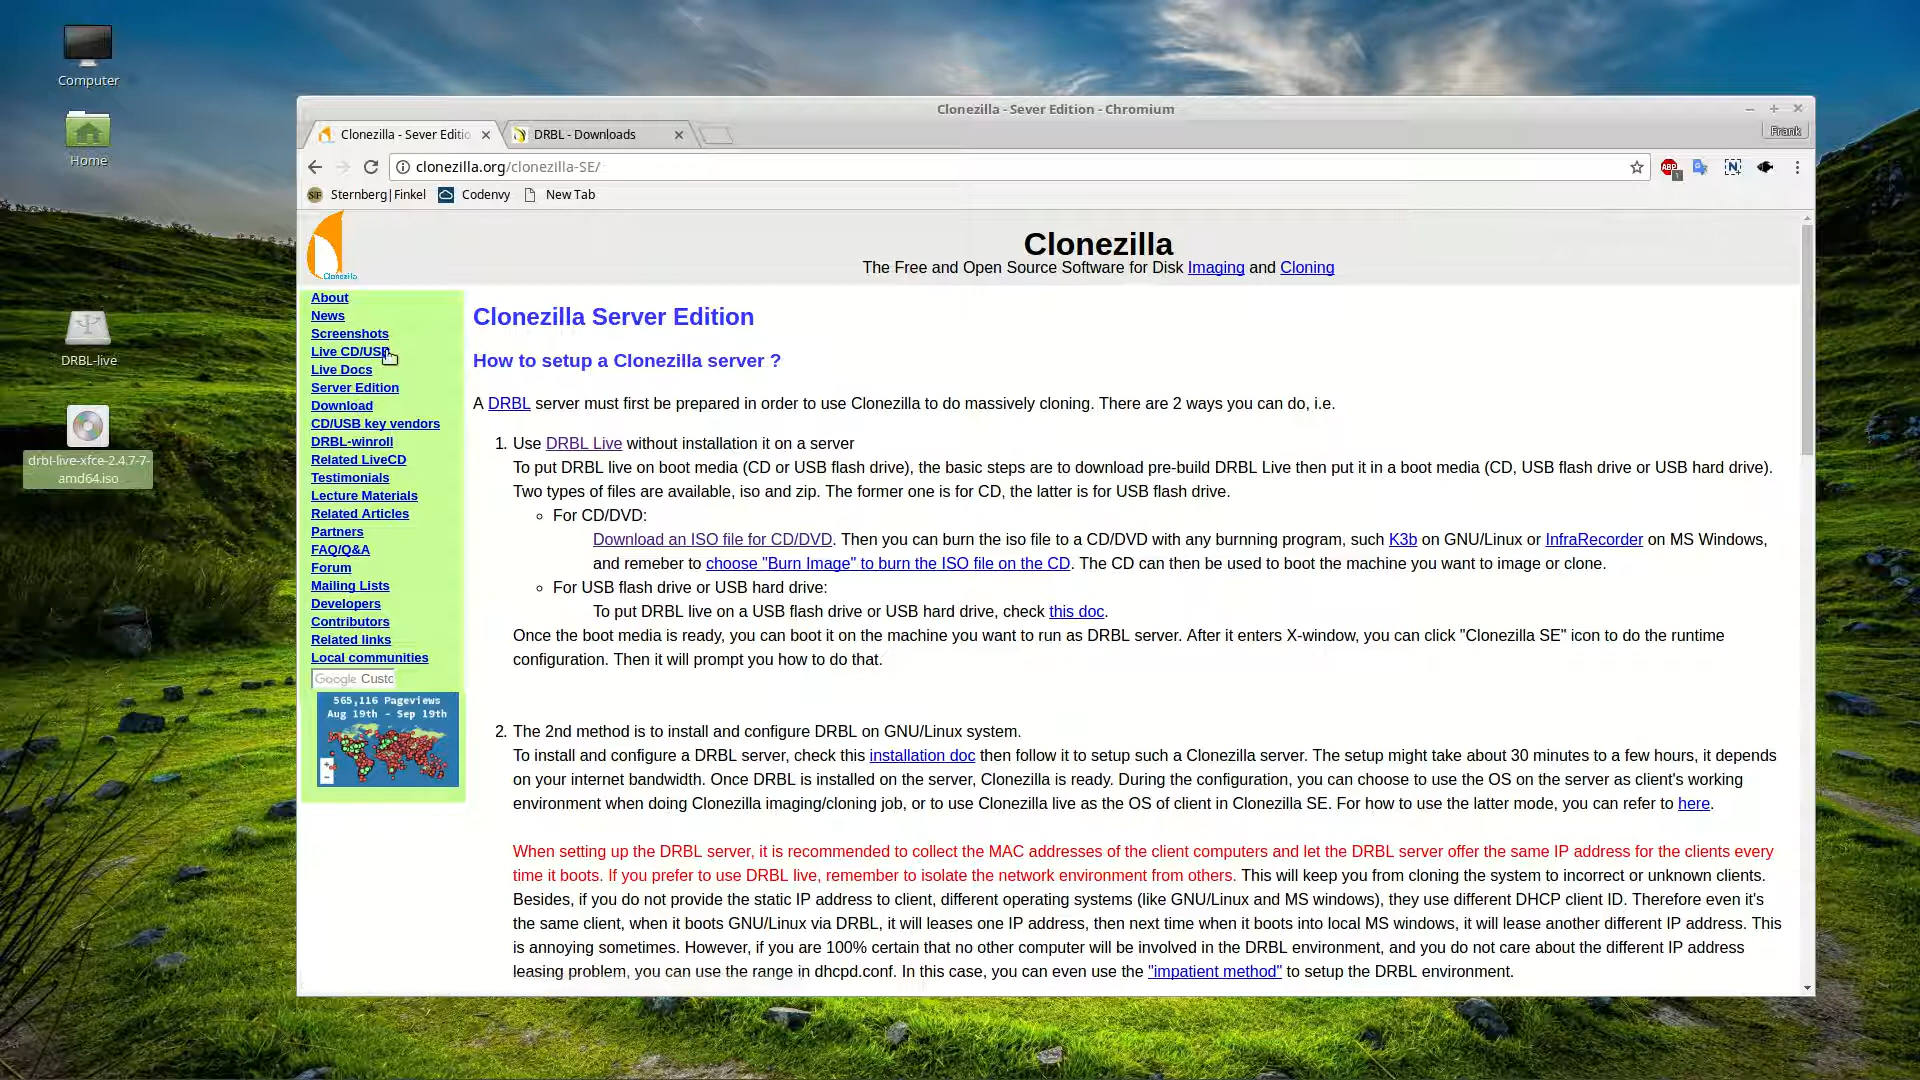 Computer
Home
DRBL-live
drbl-live-xfce-2.4.7-7-
amd64.iso
Clonezilla - Sever Edition - Chromium
Clonezilla - Sever Editio
DRBL - Downloads
Frank
clonezilla.org/clonezilla-SE/
ABP
1
N
SF
Sternberg|Finkel
Codenvy
New Tab
Clonezilla
Clonezilla
The Free and Open Source Software for Disk Imaging and Cloning
About
News
Screenshots
Live CD/USB
Live Docs
Server Edition
Download
CD/USB key vendors
DRBL-winroll
Related LiveCD
Testimonials
Lecture Materials
Related Articles
Partners
FAQ/Q&A
Forum
Mailing Lists
Developers
Contributors
Related links
Local communities
Google Custo
565,116 Pageviews
Aug 19th - Sep 19th
Clonezilla Server Edition
How to setup a Clonezilla server ?
A DRBL server must first be prepared in order to use Clonezilla to do massively cloning. There are 2 ways you can do, i.e.
1. Use DRBL Live without installation it on a server
To put DRBL live on boot media (CD or USB flash drive), the basic steps are to download pre-build DRBL Live then put it in a boot media (CD, USB flash drive or USB hard drive).
Two types of files are available, iso and zip. The former one is for CD, the latter is for USB flash drive.
For CD/DVD:
Download an ISO file for CD/DVD. Then you can burn the iso file to a CD/DVD with any burnning program, such K3b on GNU/Linux or InfraRecorder on MS Windows,
and remeber to choose "Burn Image" to burn the ISO file on the CD. The CD can then be used to boot the machine you want to image or clone.
For USB flash drive or USB hard drive:
To put DRBL live on a USB flash drive or USB hard drive, check this doc.
Once the boot media is ready, you can boot it on the machine you want to run as DRBL server. After it enters X-window, you can click "Clonezilla SE" icon to do the runtime
configuration. Then it will prompt you how to do that.
2. The 2nd method is to install and configure DRBL on GNU/Linux system.
To install and configure a DRBL server, check this installation doc then follow it to setup such a Clonezilla server. The setup might take about 30 minutes to a few hours, it depends
on your internet bandwidth. Once DRBL is installed on the server, Clonezilla is ready. During the configuration, you can choose to use the OS on the server as client's working
environment when doing Clonezilla imaging/cloning job, or to use Clonezilla live as the OS of client in Clonezilla SE. For how to use the latter mode, you can refer to here.
When setting up the DRBL server, it is recommended to collect the MAC addresses of the client computers and let the DRBL server offer the same IP address for the clients every
time it boots. If you prefer to use DRBL live, remember to isolate the network environment from others. This will keep you from cloning the system to incorrect or unknown clients.
Besides, if you do not provide the static IP address to client, different operating systems (like GNU/Linux and MS windows), they use different DHCP client ID. Therefore even it's
the same client, when it boots GNU/Linux via DRBL, it will leases one IP address, then next time when it boots into local MS windows, it will lease another different IP address. This
is annoying sometimes. However, if you are 100% certain that no other computer will be involved in the DRBL environment, and you do not care about the different IP address
leasing problem, you can use the range in dhcpd.conf. In this case, you can even use the "impatient method" to setup the DRBL environment.